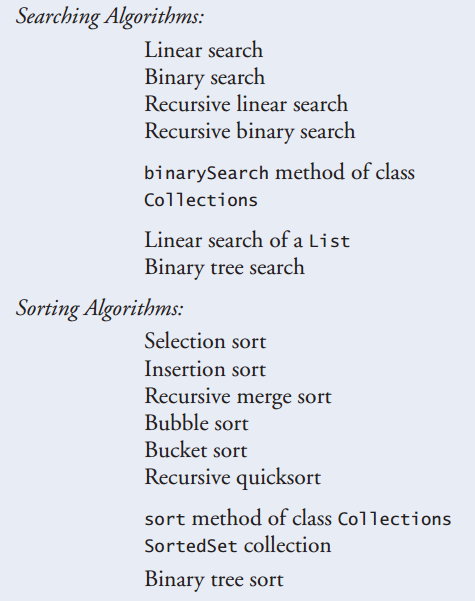 Searching Algorithms:
Linear search
Binary search
Recursive linear search
Recursive binary search
binarySearch method of class
Collections
Linear search of a List
Binary tree search
Sorting Algorithms:
Selection sort
Insertion sort
Recursive merge sort
Bubble sort
Bucket sort
Recursive quicksort
sort method of class Collections
SortedSet collection
Binary tree sort